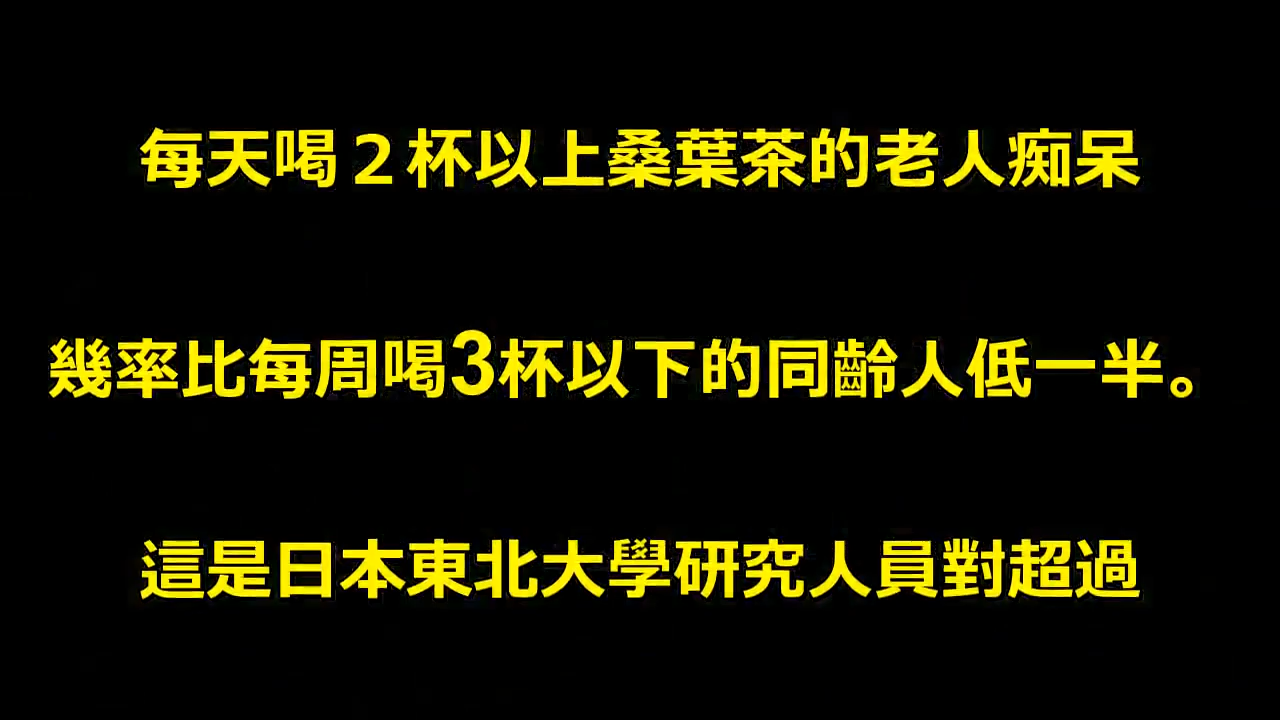 每天喝２杯以上桑葉茶的老人痴呆
幾率比每周喝3杯以下的同齡人低一半。
這是日本東北大學研究人員對超過